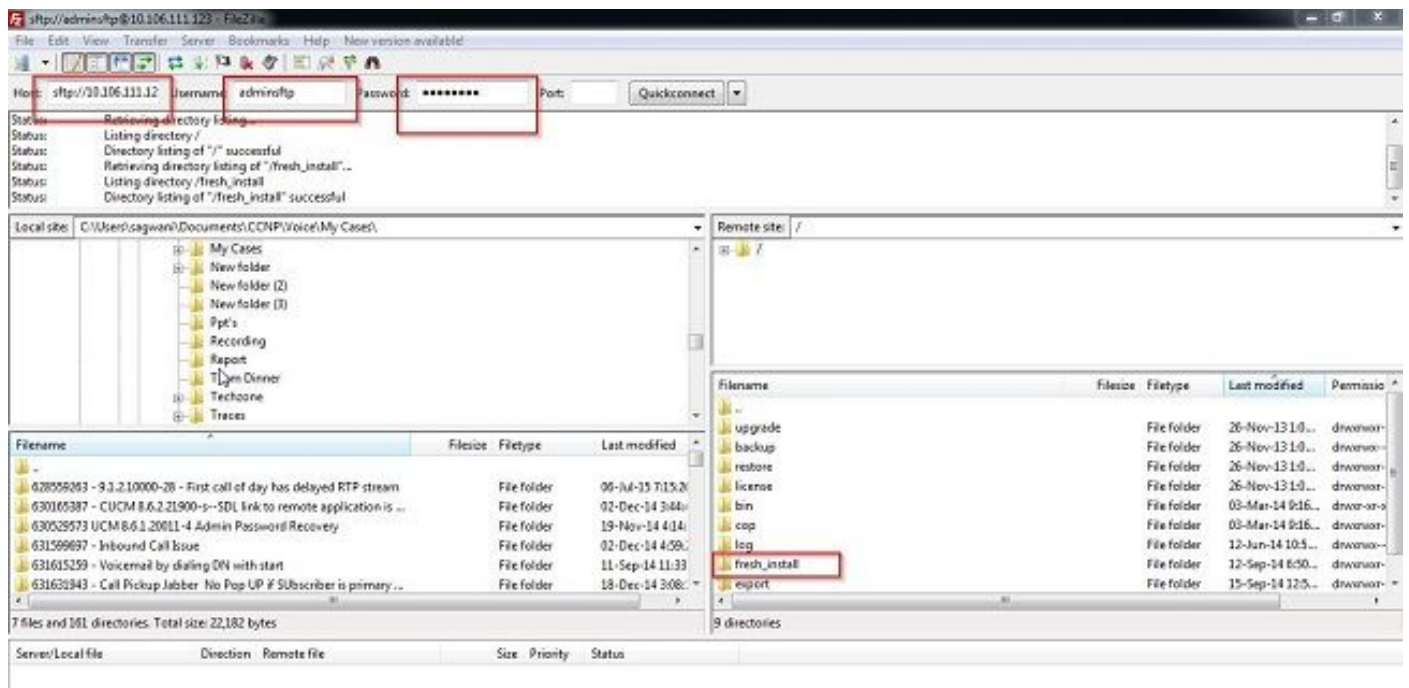 sftp://adminsftp@10.106.111.123 - FileZilla
File Edit View Transfer Server Bookmarks Help New version available!
Host: sftp://10.106.111.12 Username: adminsftp Password: •••••••• Port: Quickconnect
Status: Retrieving directory listing...
Status: Listing directory /
Status: Directory listing of "/" successful
Status: Retrieving directory listing of "/fresh_install"...
Status: Listing directory /fresh_install
Status: Directory listing of "/fresh_install" successful
Local site: C:\Users\sagwani\Documents\CCNP\Voice\My Cases\
My Cases
New folder
New folder (2)
New folder (3)
Ppt's
Recording
Report
Team Dinner
Techzone
Traces
Filename Filesize Filetype Last modified
..
628559263 - 9.1.2.10000-28 - First call of day has delayed RTP stream File folder 06-Jul-15 7:15:2
630165387 - CUCM 8.6.2.21900-s--SDL link to remote application is ... File folder 02-Dec-14 3:44:
630529573 UCM 8.6.1.20011-4 Admin Password Recovery File folder 19-Nov-14 4:14:
631599697 - Inbound Call Issue File folder 02-Dec-14 4:59:
631615259 - Voicemail by dialing DN with start File folder 11-Sep-14 11:33
631631943 - Call Pickup Jabber No Pop UP if SUbscriber is primary ... File folder 18-Dec-14 3:08:
7 files and 161 directories. Total size: 22,182 bytes
Remote site: /
/
Filename Filesize Filetype Last modified Permissio
..
upgrade File folder 26-Nov-13 1:0...
backup File folder 26-Nov-13 1:0...
restore File folder 26-Nov-13 1:0...
license File folder 26-Nov-13 1:0...
bin File folder 03-Mar-14 9:16...
cop File folder 03-Mar-14 9:16...
log File folder 12-Jun-14 10:5...
fresh_install File folder 12-Sep-14 6:50...
export File folder 15-Sep-14 12:5...
9 directories
Server/Local file Direction Remote file Size Priority Status